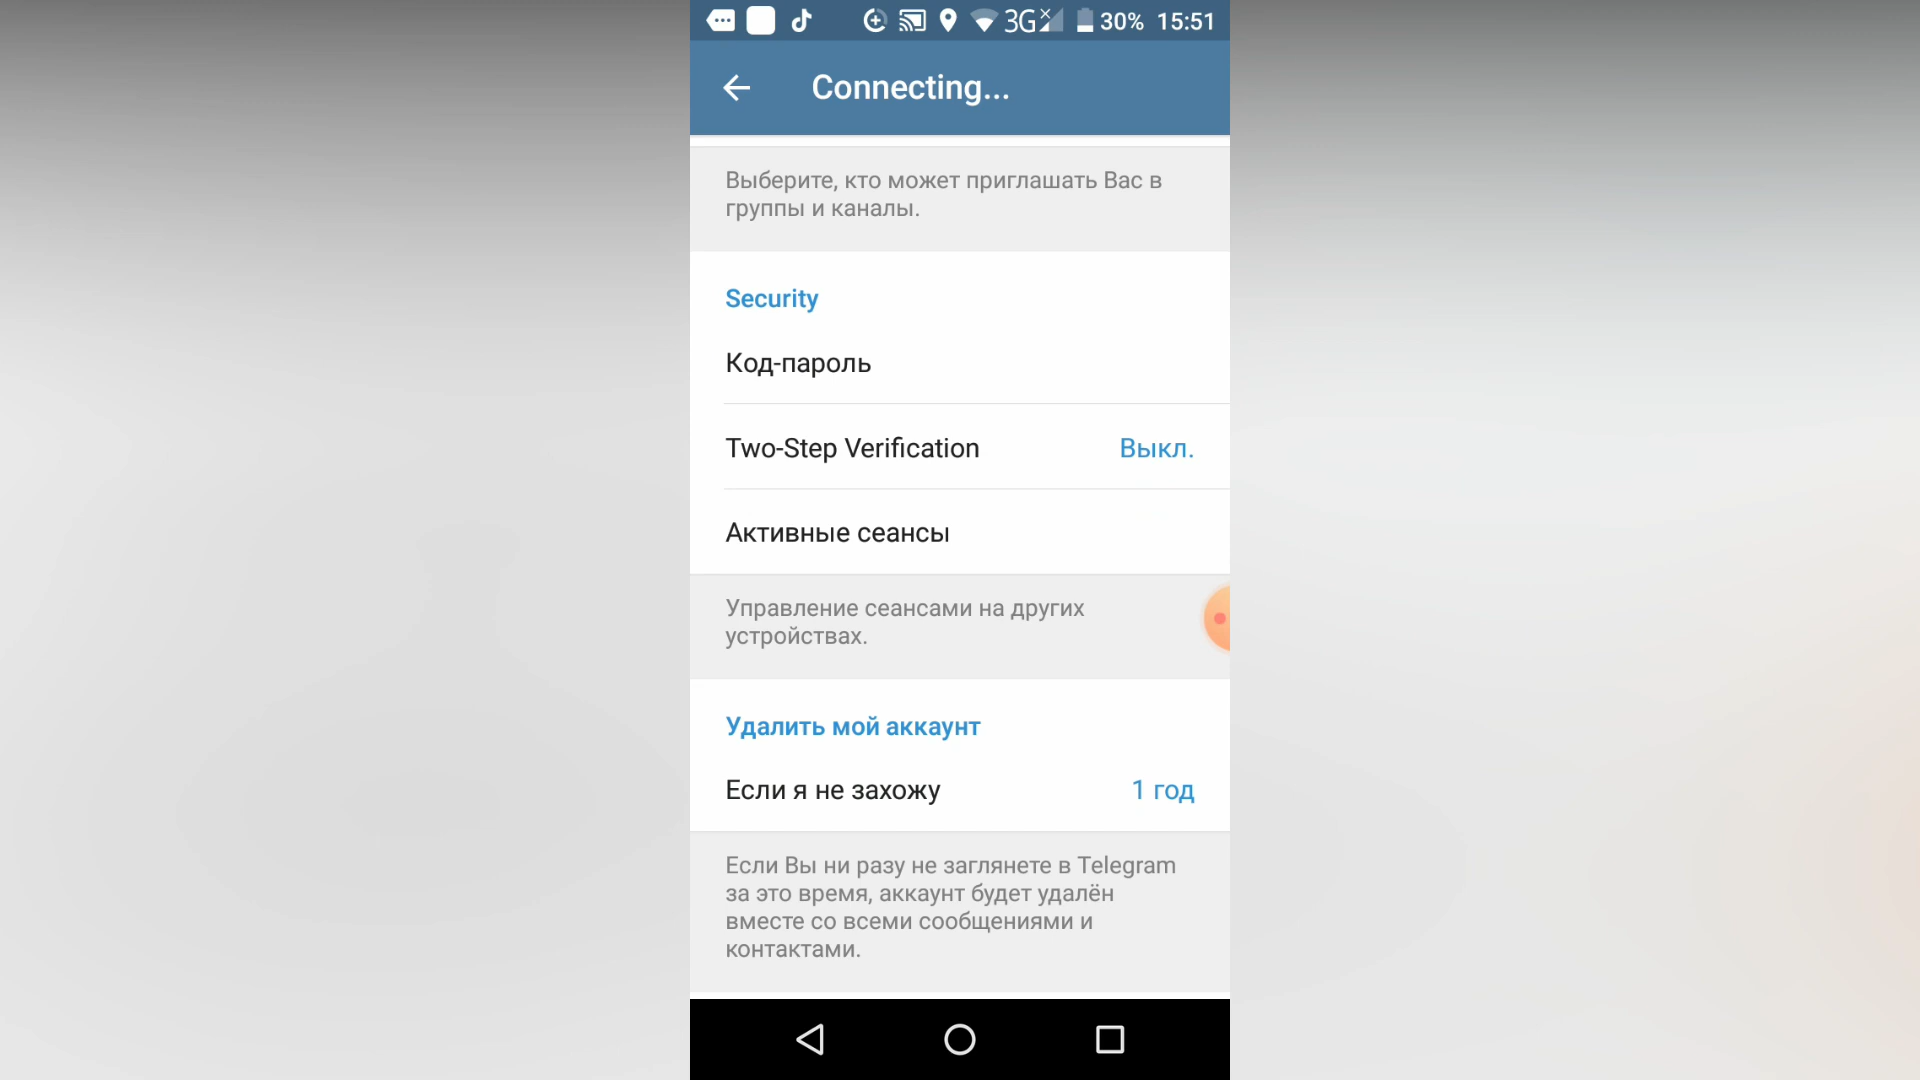 3G 30% 15:51
Connecting...
Выберите, кто может приглашать Вас в
группы и каналы.
Security
Код-пароль
Two-Step Verification Выкл.
Активные сеансы
Управление сеансами на других
устройствах.
Удалить мой аккаунт
Если я не захожу 1 год
Если Вы ни разу не заглянете в Telegram
за это время, аккаунт будет удалён
вместе со всеми сообщениями и
контактами.